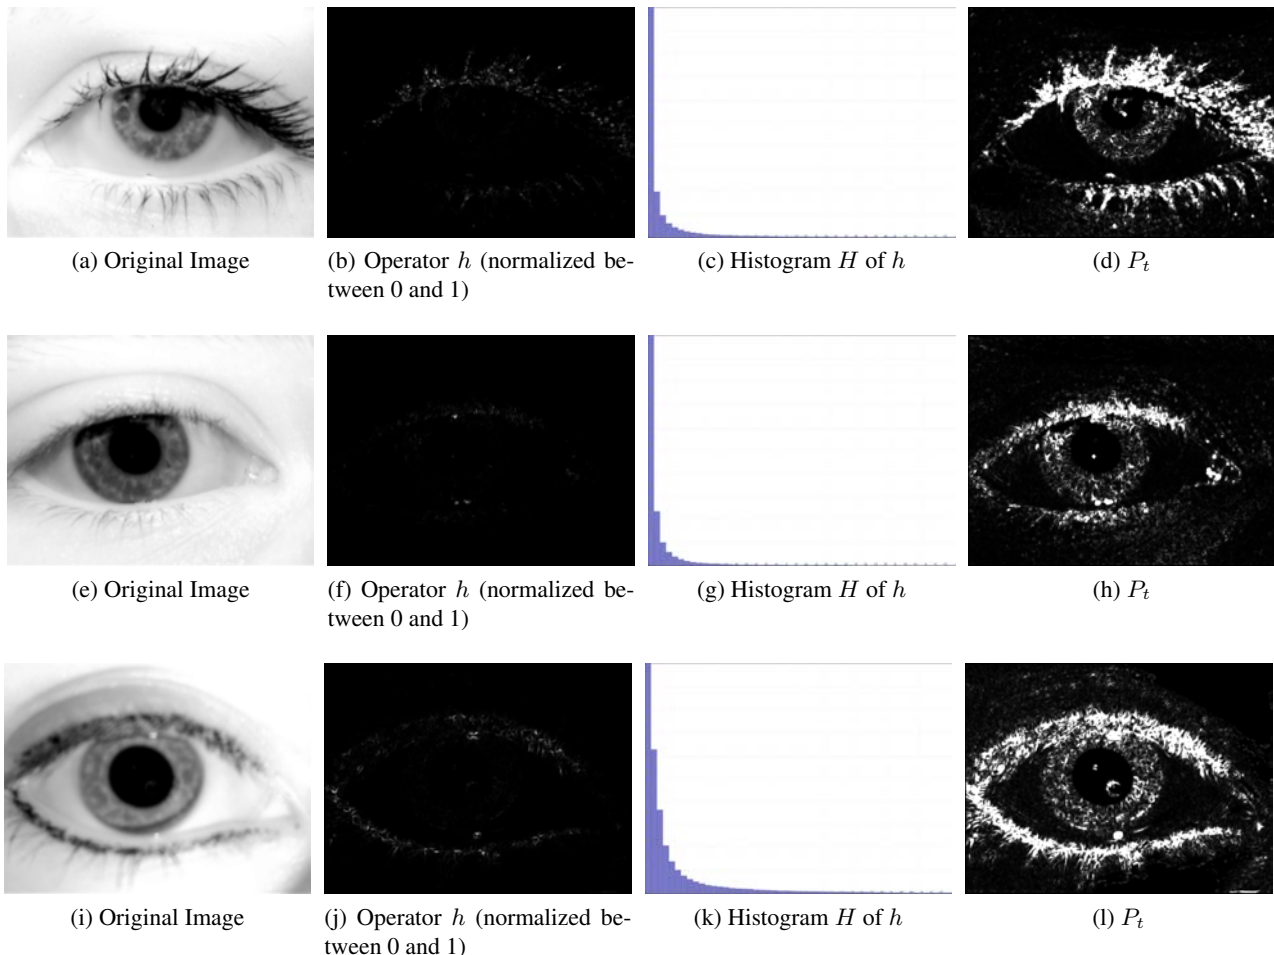 (a) Original Image
(b) Operator h (normalized be-
tween 0 and 1)
(c) Histogram H of h
(d) Pt
(e) Original Image
(f) Operator h (normalized be-
tween 0 and 1)
(g) Histogram H of h
(h) Pt
(i) Original Image
(j) Operator h (normalized be-
tween 0 and 1)
(k) Histogram H of h
(l) Pt